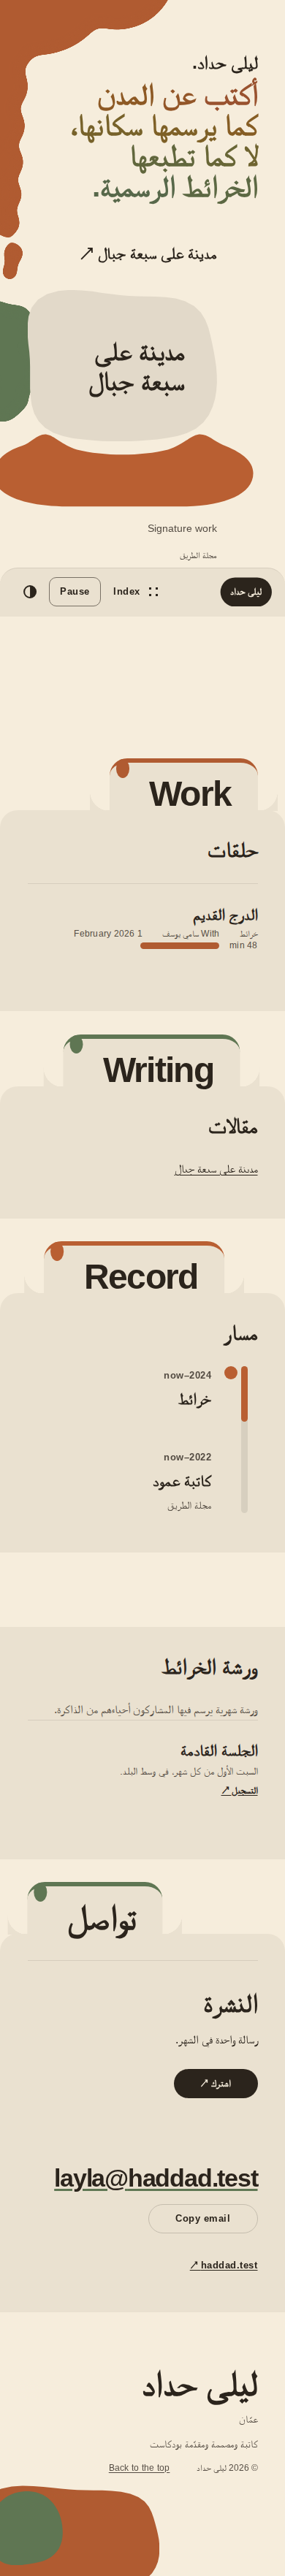 ليلى حداد.
أكتب عن المدن
كما يرسمها سكانها،
لا كما تطبعها
الخرائط الرسمية.
مدينة على سبعة جبال ↗
مدينة على
سبعة جبال
Signature work
مجلة الطريق
ليلى حداد
Index
Pause
Work
حلقات
الدرج القديم
خرائط With سامي يوسف 1 February 2026
48 min
Writing
مقالات
مدينة على سبعة جبال
Record
مسار
2024–now
خرائط
2022–now
كاتبة عمود
مجلة الطريق
ورشة الخرائط
ورشة شهرية يرسم فيها المشاركون أحياءهم من الذاكرة.
الجلسة القادمة
السبت الأول من كل شهر، في وسط البلد.
التسجيل ↗
تواصل
النشرة
رسالة واحدة في الشهر.
اشترك ↗
layla@haddad.test
Copy email
haddad.test ↗
ليلى حداد
عمّان
كاتبة ومصممة ومقدّمة بودكاست
© 2026 ليلى حداد
Back to the top